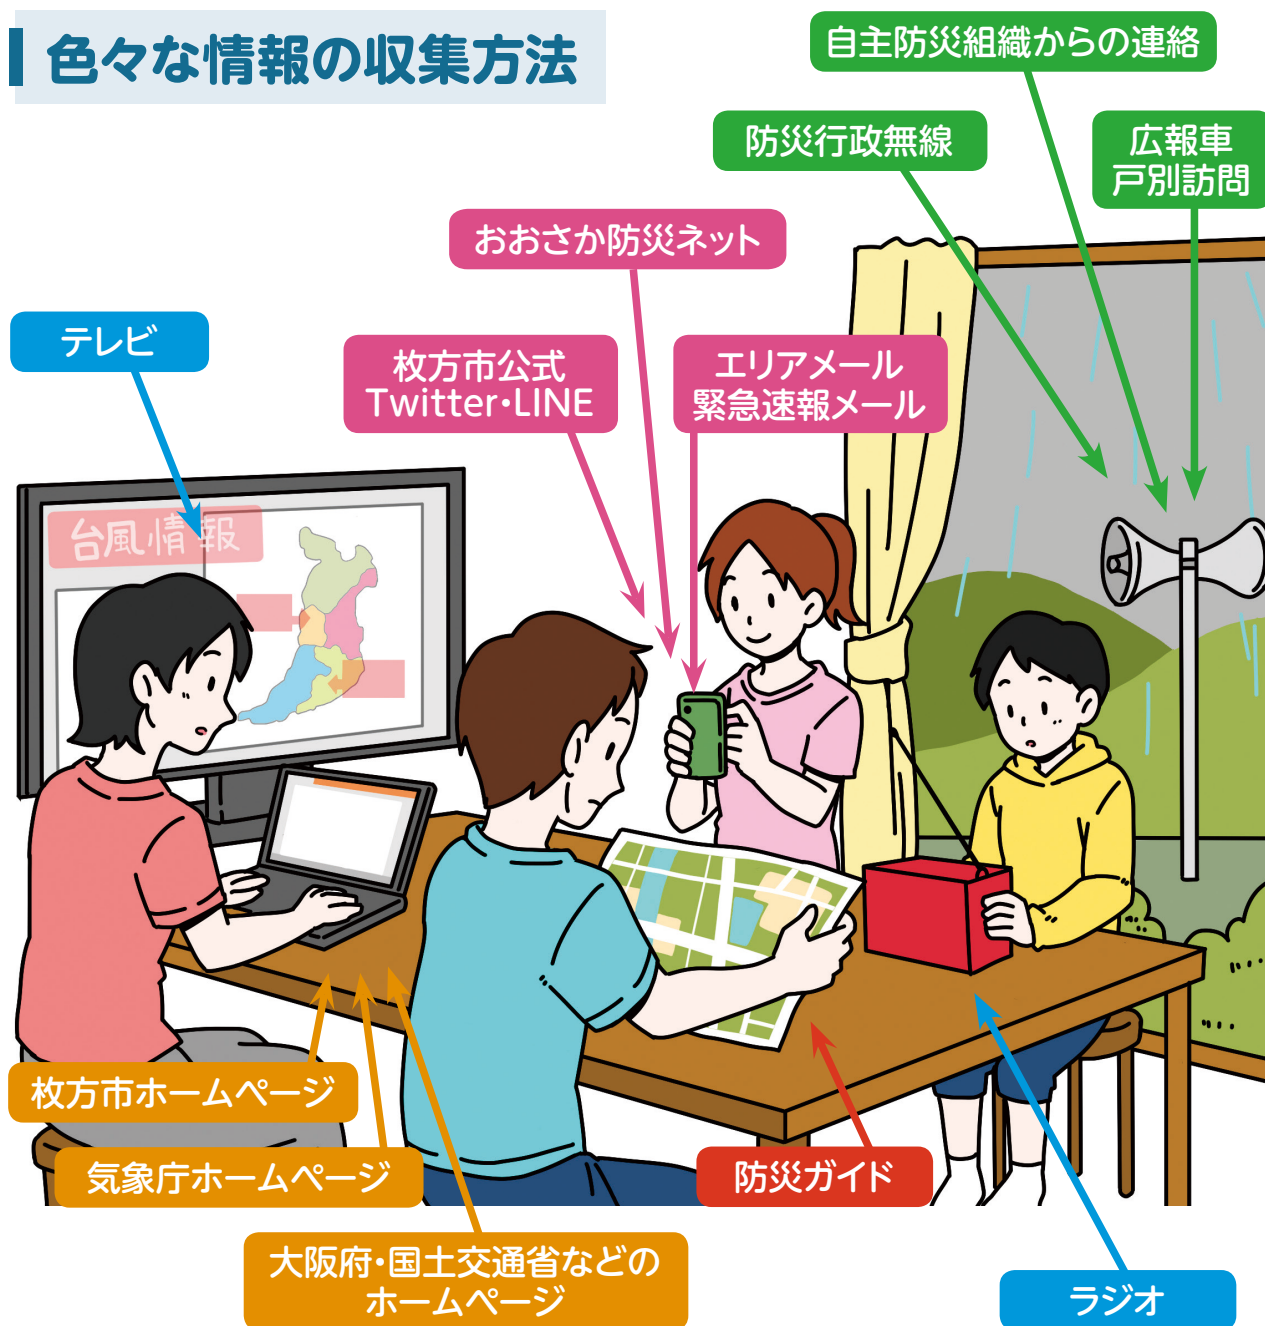 色々な情報の収集方法
自主防災組織からの連絡
防災行政無線
広報車
戸別訪問
おおさか防災ネット
テレビ
枚方市公式
Twitter・LINE
エリアメール
緊急速報メール
台風情報
枚方市ホームページ
気象庁ホームページ
防災ガイド
大阪府・国土交通省などの
ホームページ
ラジオ